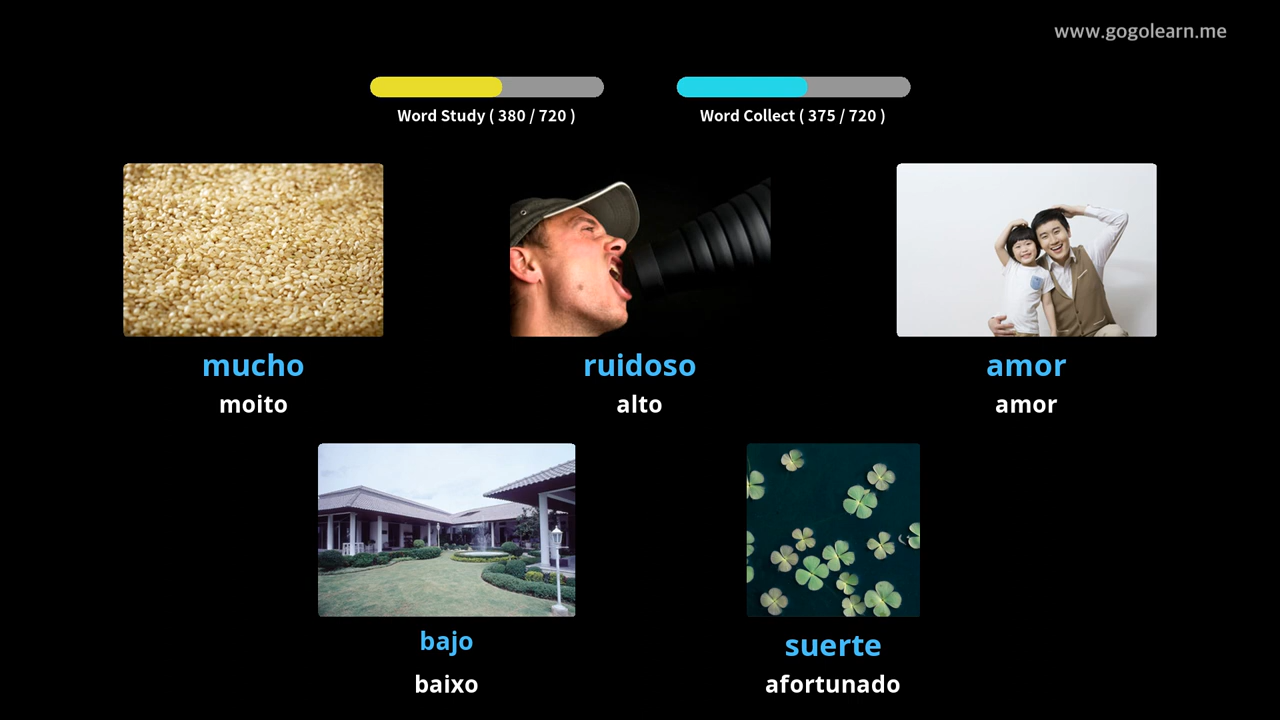 www.gogolearn.me
Word Study ( 380 / 720 )
Word Collect ( 375 / 720 )
mucho
moito
ruidoso
alto
amor
amor
bajo
baixo
suerte
afortunado